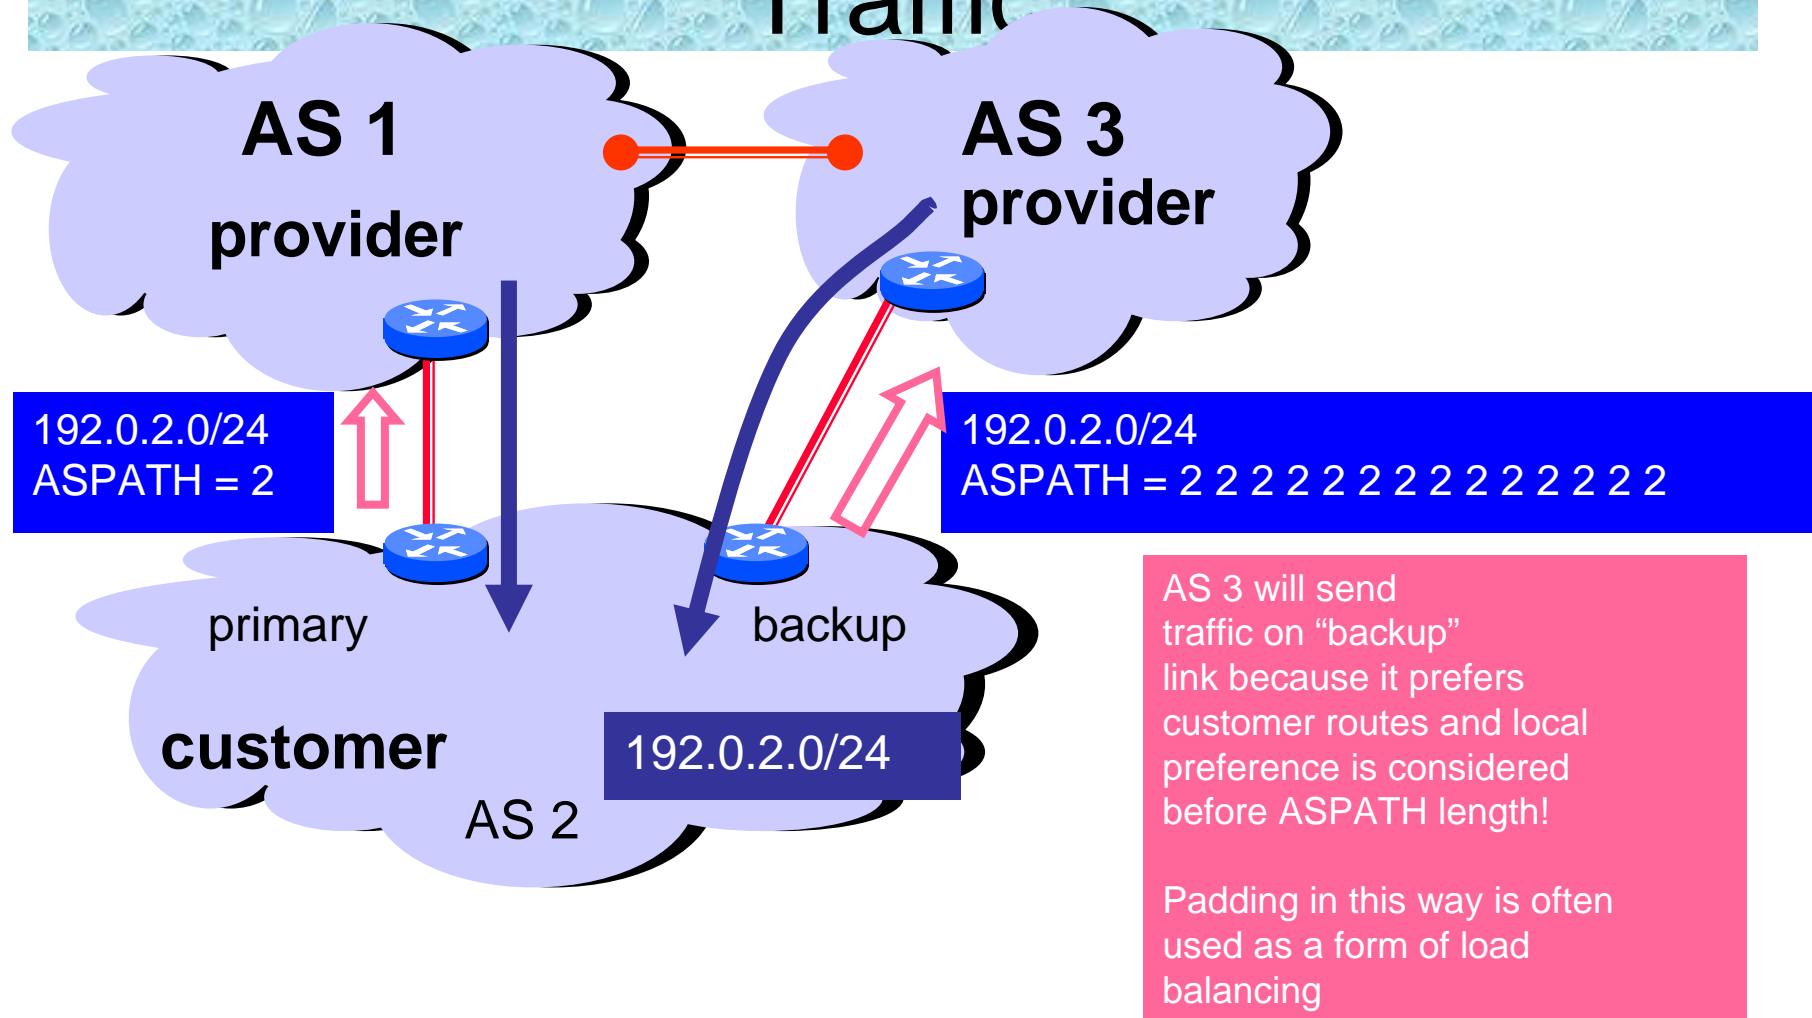 Traffic
AS 1
provider
AS 3
provider
192.0.2.0/24
ASPATH = 2
192.0.2.0/24
ASPATH = 2 2 2 2 2 2 2 2 2 2 2 2 2 2
primary
backup
customer
192.0.2.0/24
AS 2
AS 3 will send
traffic on “backup”
link because it prefers
customer routes and local
preference is considered
before ASPATH length!
Padding in this way is often
used as a form of load
balancing